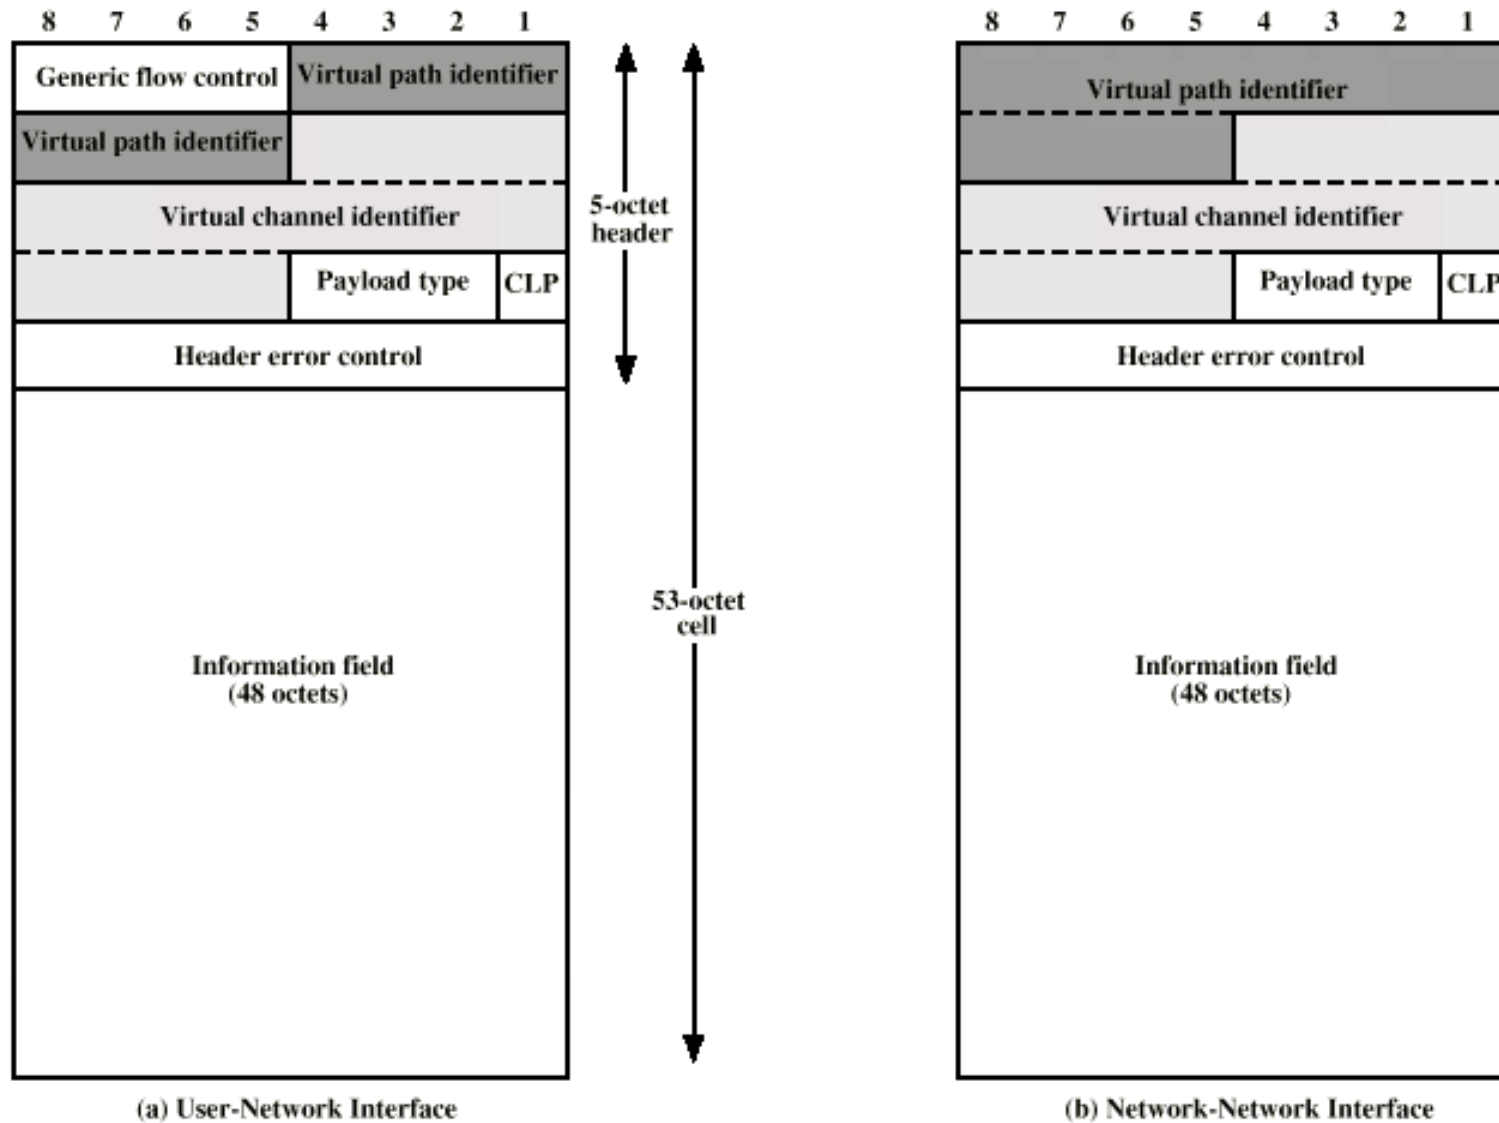 8 7 6 5 4 3 2 1
Generic flow control
Virtual path identifier
Virtual path identifier
Virtual channel identifier
Payload type
CLP
Header error control
Information field
(48 octets)
(a) User-Network Interface
5-octet
header
53-octet
cell
8 7 6 5 4 3 2 1
Virtual path identifier
Virtual channel identifier
Payload type
CLP
Header error control
Information field
(48 octets)
(b) Network-Network Interface